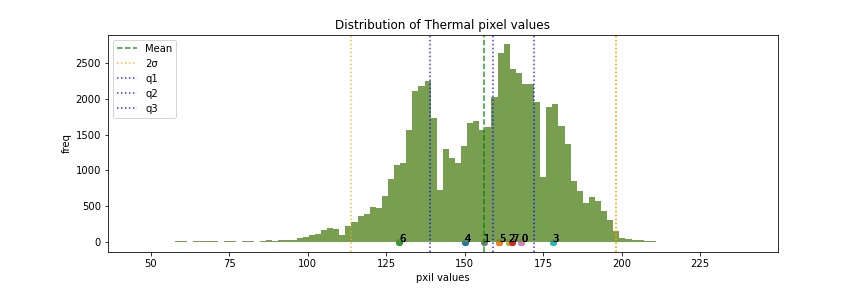 Distribution of Thermal pixel values
Mean
2σ
q1
q2
q3
freq
2500
2000
1500
1000
500
0
6 4 1 5 2 7 0 3
50 75 100 125 150 175 200 225
pxil values